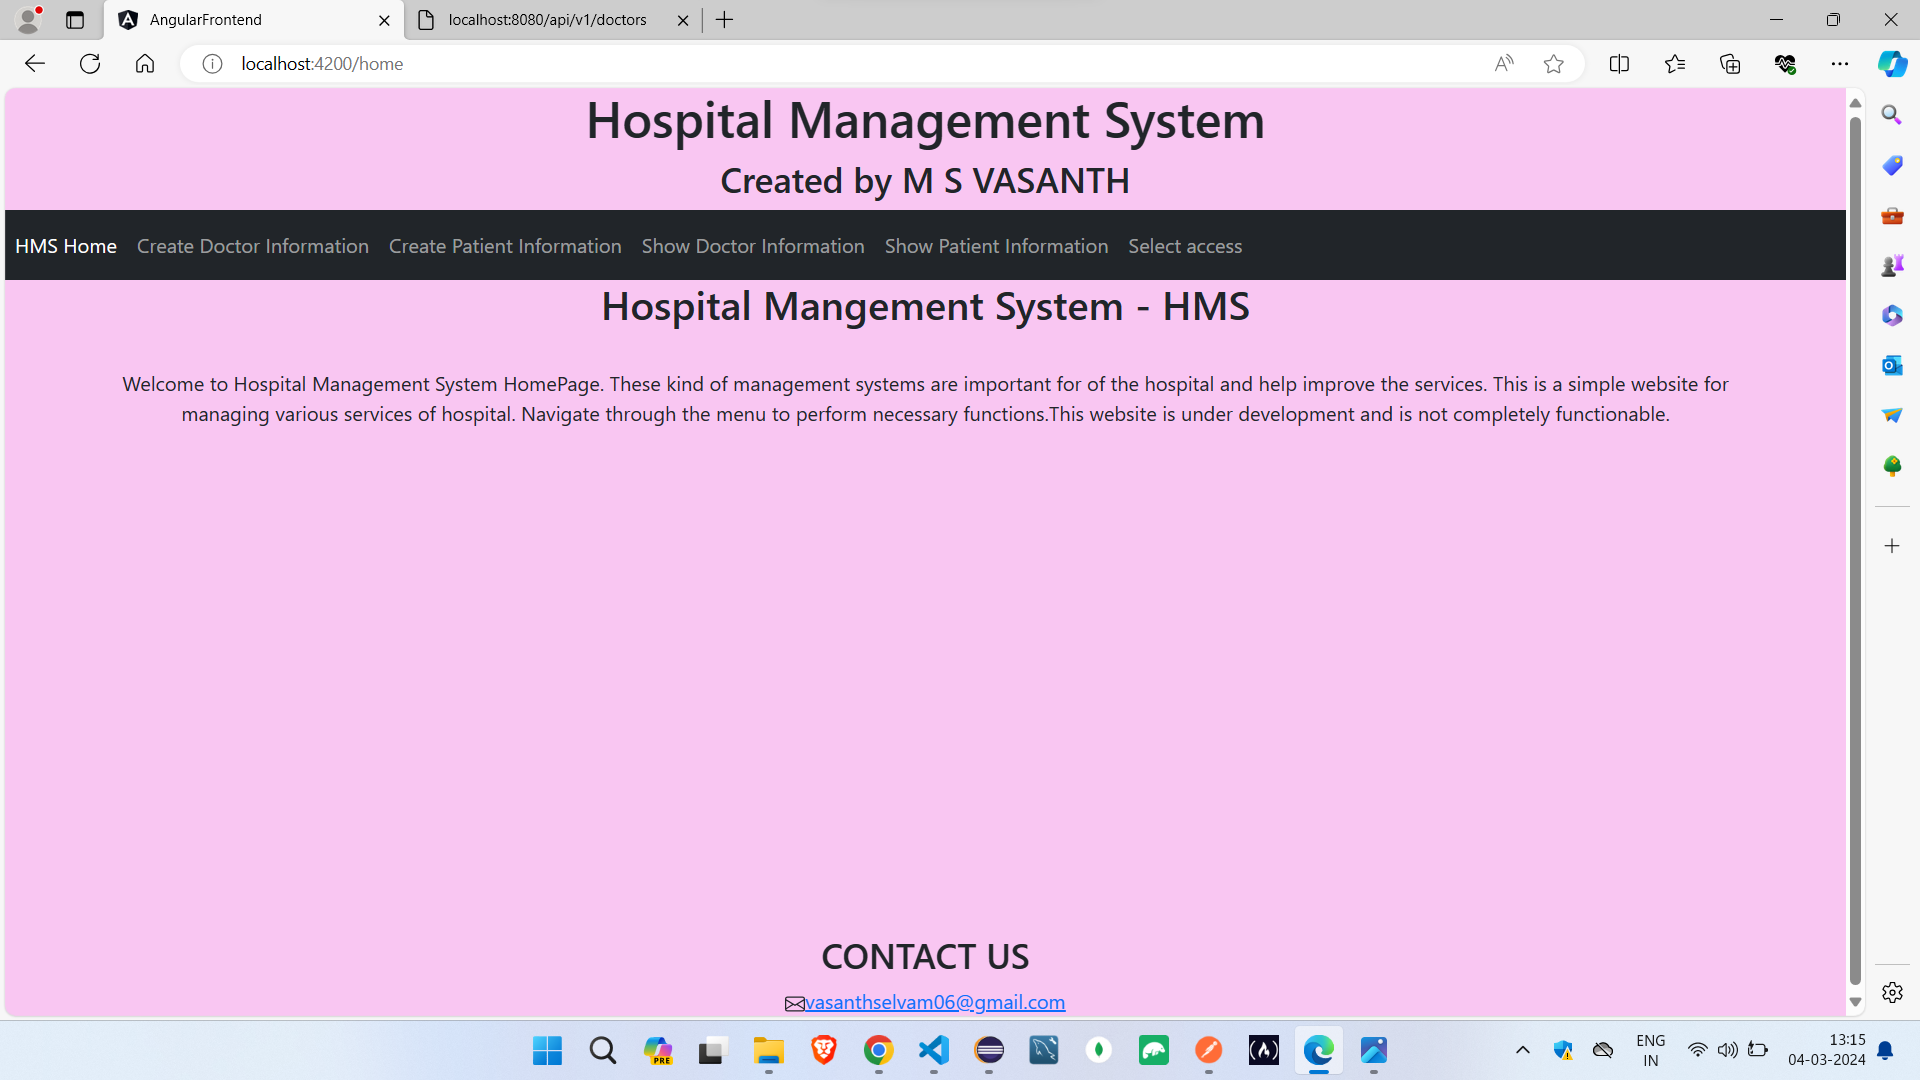 AngularFrontend
localhost:8080/api/v1/doctors
localhost:4200/home
Hospital Management System
Created by M S VASANTH
HMS Home Create Doctor Information Create Patient Information Show Doctor Information Show Patient Information Select access
Hospital Mangement System - HMS
Welcome to Hospital Management System HomePage. These kind of management systems are important for of the hospital and help improve the services. This is a simple website for
managing various services of hospital. Navigate through the menu to perform necessary functions.This website is under development and is not completely functionable.
CONTACT US
vasanthselvam06@gmail.com
PRE
ENG
IN
13:15
04-03-2024